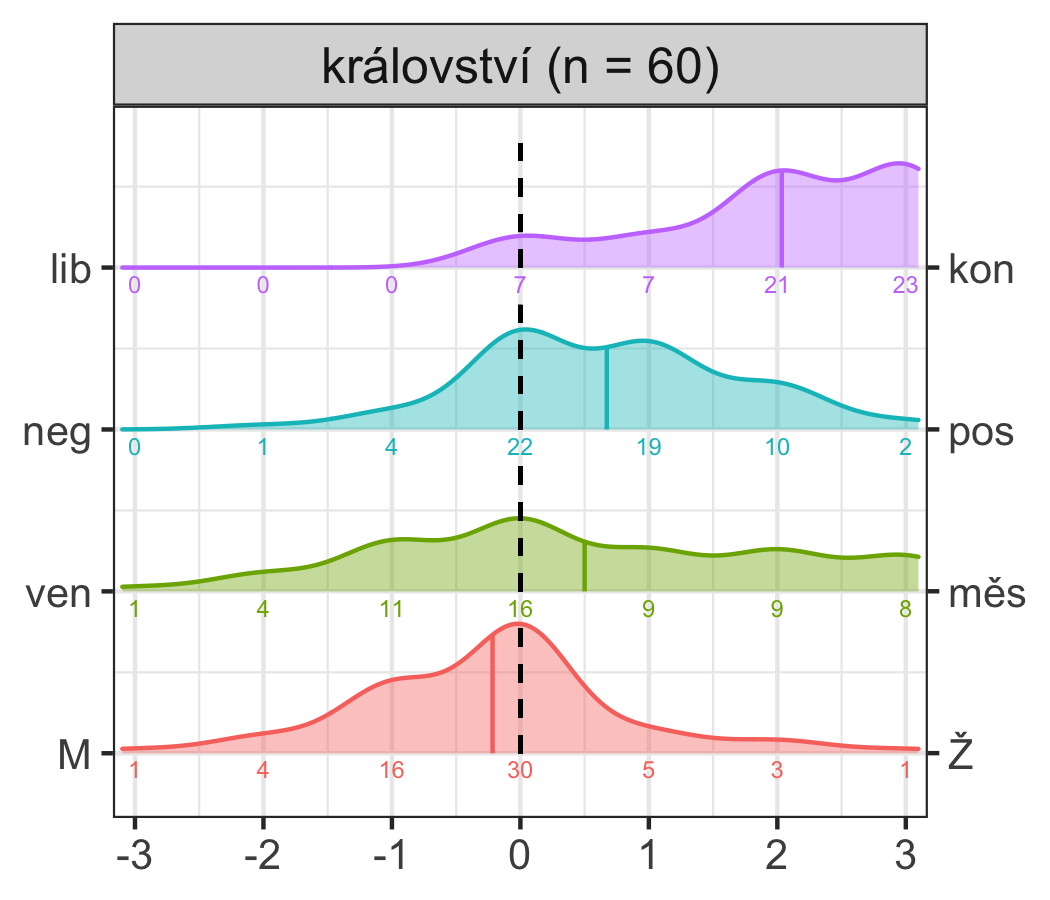 království (n = 60)
lib kon
0 0 0 7 7 21 23
neg pos
0 1 4 22 19 10 2
ven měs
1 4 11 16 9 9 8
M Ž
1 4 16 30 5 3 1
-3 -2 -1 0 1 2 3